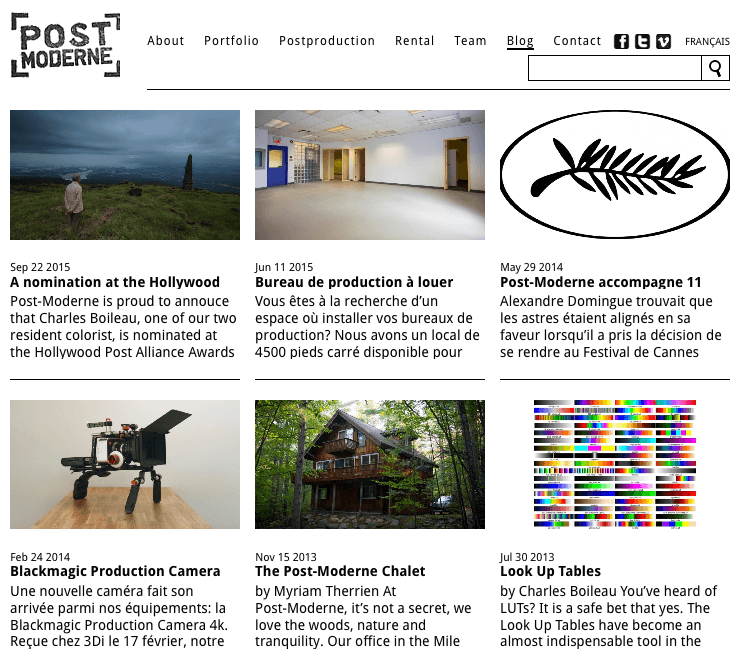 POST
MODERNE
About Portfolio Postproduction Rental Team Blog Contact FRANÇAIS
Sep 22 2015
A nomination at the Hollywood
Post-Moderne is proud to annouce
that Charles Boileau, one of our two
resident colorist, is nominated at
the Hollywood Post Alliance Awards
Jun 11 2015
Bureau de production à louer
Vous êtes à la recherche d’un
espace où installer vos bureaux de
production? Nous avons un local de
4500 pieds carré disponible pour
May 29 2014
Post-Moderne accompagne 11
Alexandre Domingue trouvait que
les astres étaient alignés en sa
faveur lorsqu’il a pris la décision de
se rendre au Festival de Cannes
Feb 24 2014
Blackmagic Production Camera
Une nouvelle caméra fait son
arrivée parmi nos équipements: la
Blackmagic Production Camera 4k.
Reçue chez 3Di le 17 février, notre
Nov 15 2013
The Post-Moderne Chalet
by Myriam Therrien At
Post-Moderne, it’s not a secret, we
love the woods, nature and
tranquility. Our office in the Mile
Jul 30 2013
Look Up Tables
by Charles Boileau You’ve heard of
LUTs? It is a safe bet that yes. The
Look Up Tables have become an
almost indispensable tool in the